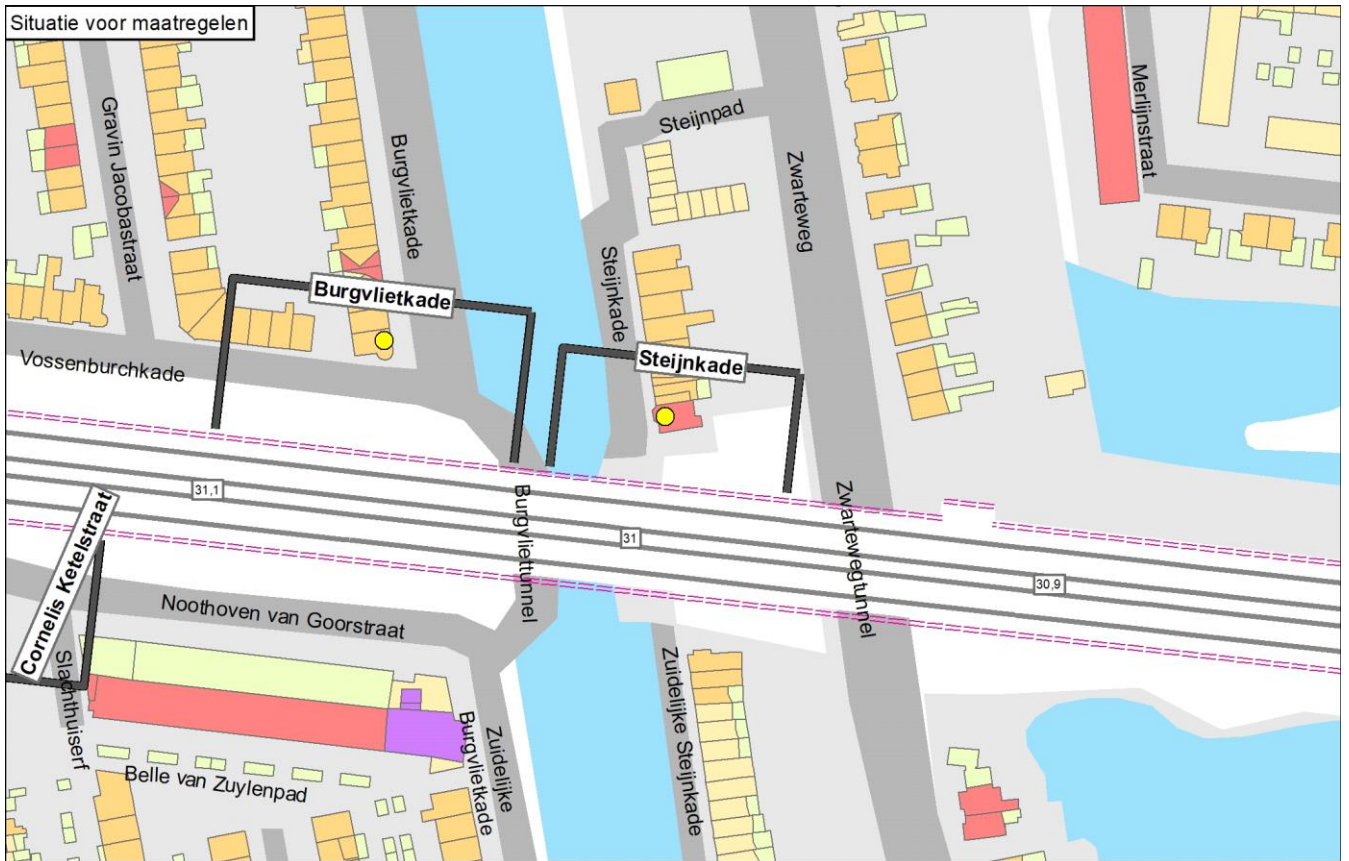 Situatie voor maatregelen
Gravin Jacobastraat
Burgvlietkade
Steijnpad
Zwarteweg
Merlijnstraat
Steijnkade
Burgvlietkade
Steijnkade
Vossenburchkade
31,1
31
30,9
Burgvliettunnel
Zwartewegtunnel
Cornelis Ketelstraat
Noothoven van Goorstraat
Slachthuiserf
Belle van Zuylenpad
Zuidelijke
Burgvlietkade
Zuidelijke Steijnkade